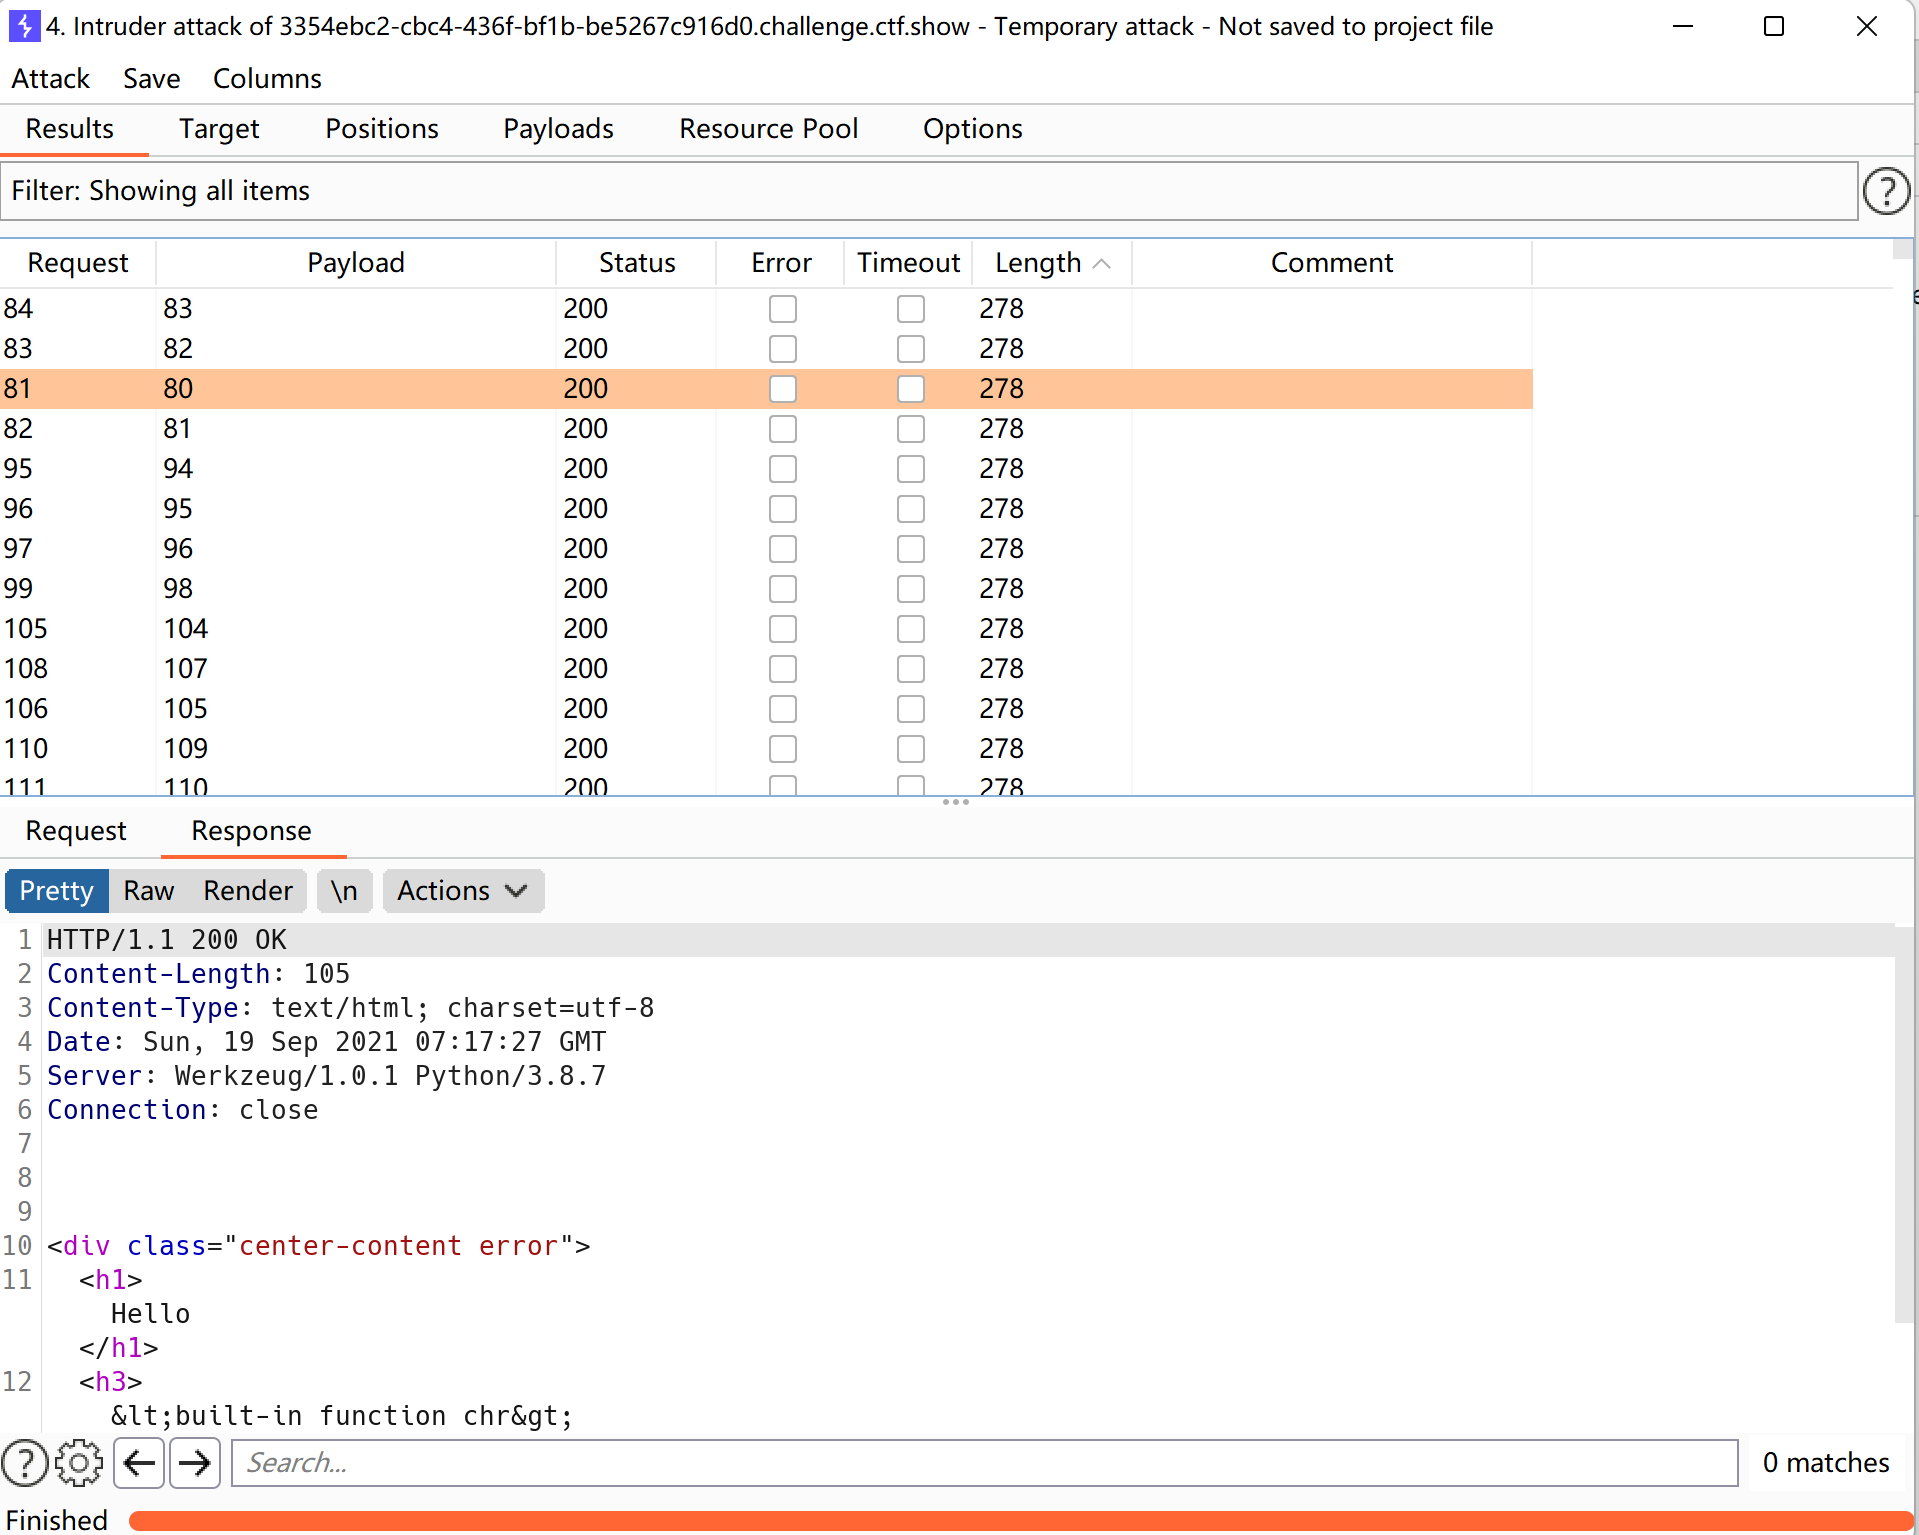 4. Intruder attack of 3354ebc2-cbc4-436f-bf1b-be5267c916d0.challenge.ctf.show - Temporary attack - Not saved to project file
Attack Save Columns
Results Target Positions Payloads Resource Pool Options
Filter: Showing all items
?
Request Payload Status Error Timeout Length Comment
84 83 200 278
83 82 200 278
81 80 200 278
82 81 200 278
95 94 200 278
96 95 200 278
97 96 200 278
99 98 200 278
105 104 200 278
108 107 200 278
106 105 200 278
110 109 200 278
111 110 200 278
Request Response
Pretty Raw Render \n Actions
1 HTTP/1.1 200 OK
2 Content-Length: 105
3 Content-Type: text/html; charset=utf-8
4 Date: Sun, 19 Sep 2021 07:17:27 GMT
5 Server: Werkzeug/1.0.1 Python/3.8.7
6 Connection: close
7
8
9
10 <div class="center-content error">
11 <h1>
Hello
</h1>
12 <h3>
&lt;built-in function chr&gt;
? Search... 0 matches
Finished